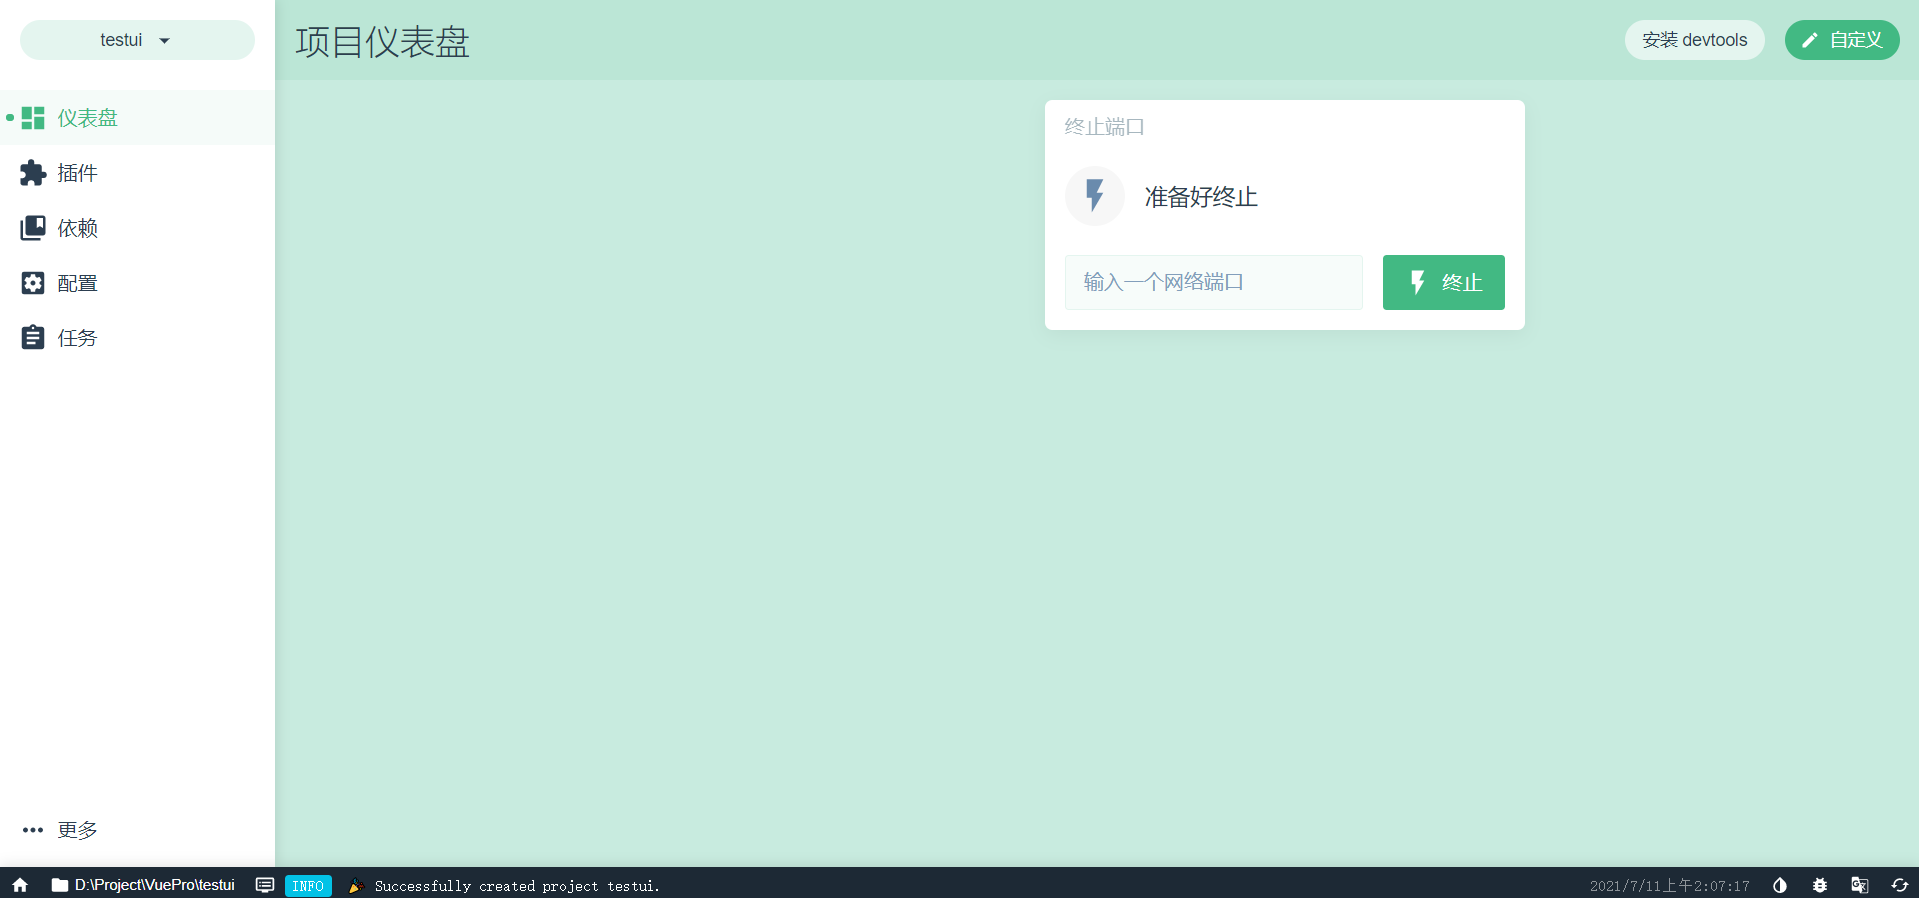 testui
项目仪表盘
安装 devtools
自定义
仪表盘
插件
依赖
配置
任务
更多
终止端口
准备好终止
输入一个网络端口
终止
D:\Project\VuePro\testui
INFO
Successfully created project testui.
2021/7/11上午2:07:17